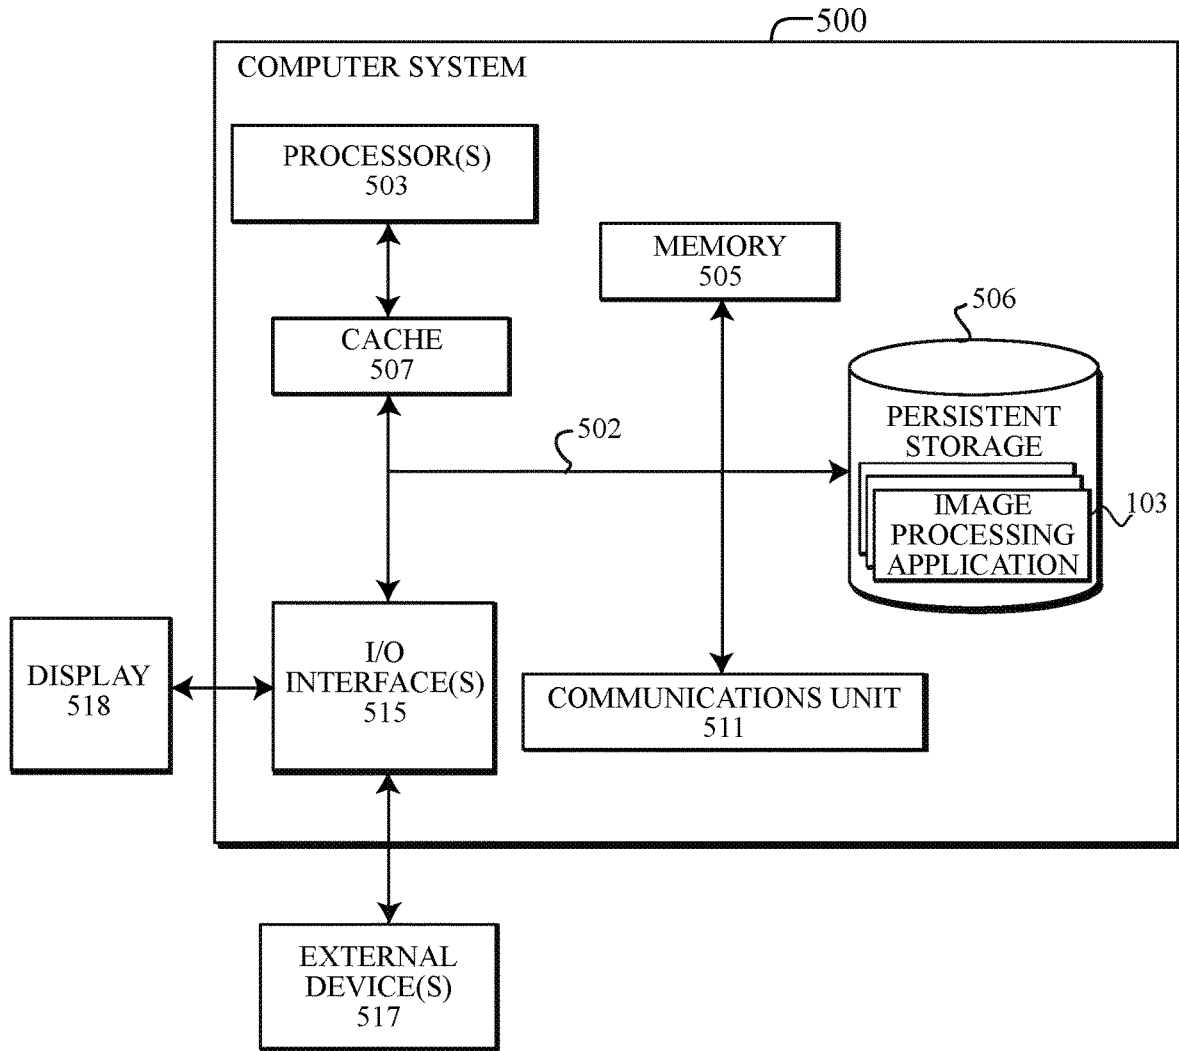 500
COMPUTER SYSTEM
PROCESSOR(S)
503
MEMORY
505
506
CACHE
507
502
PERSISTENT
STORAGE
103
IMAGE
PROCESSING
APPLICATION
DISPLAY
518
I/O
INTERFACE(S)
515
COMMUNICATIONS UNIT
511
EXTERNAL
DEVICE(S)
517